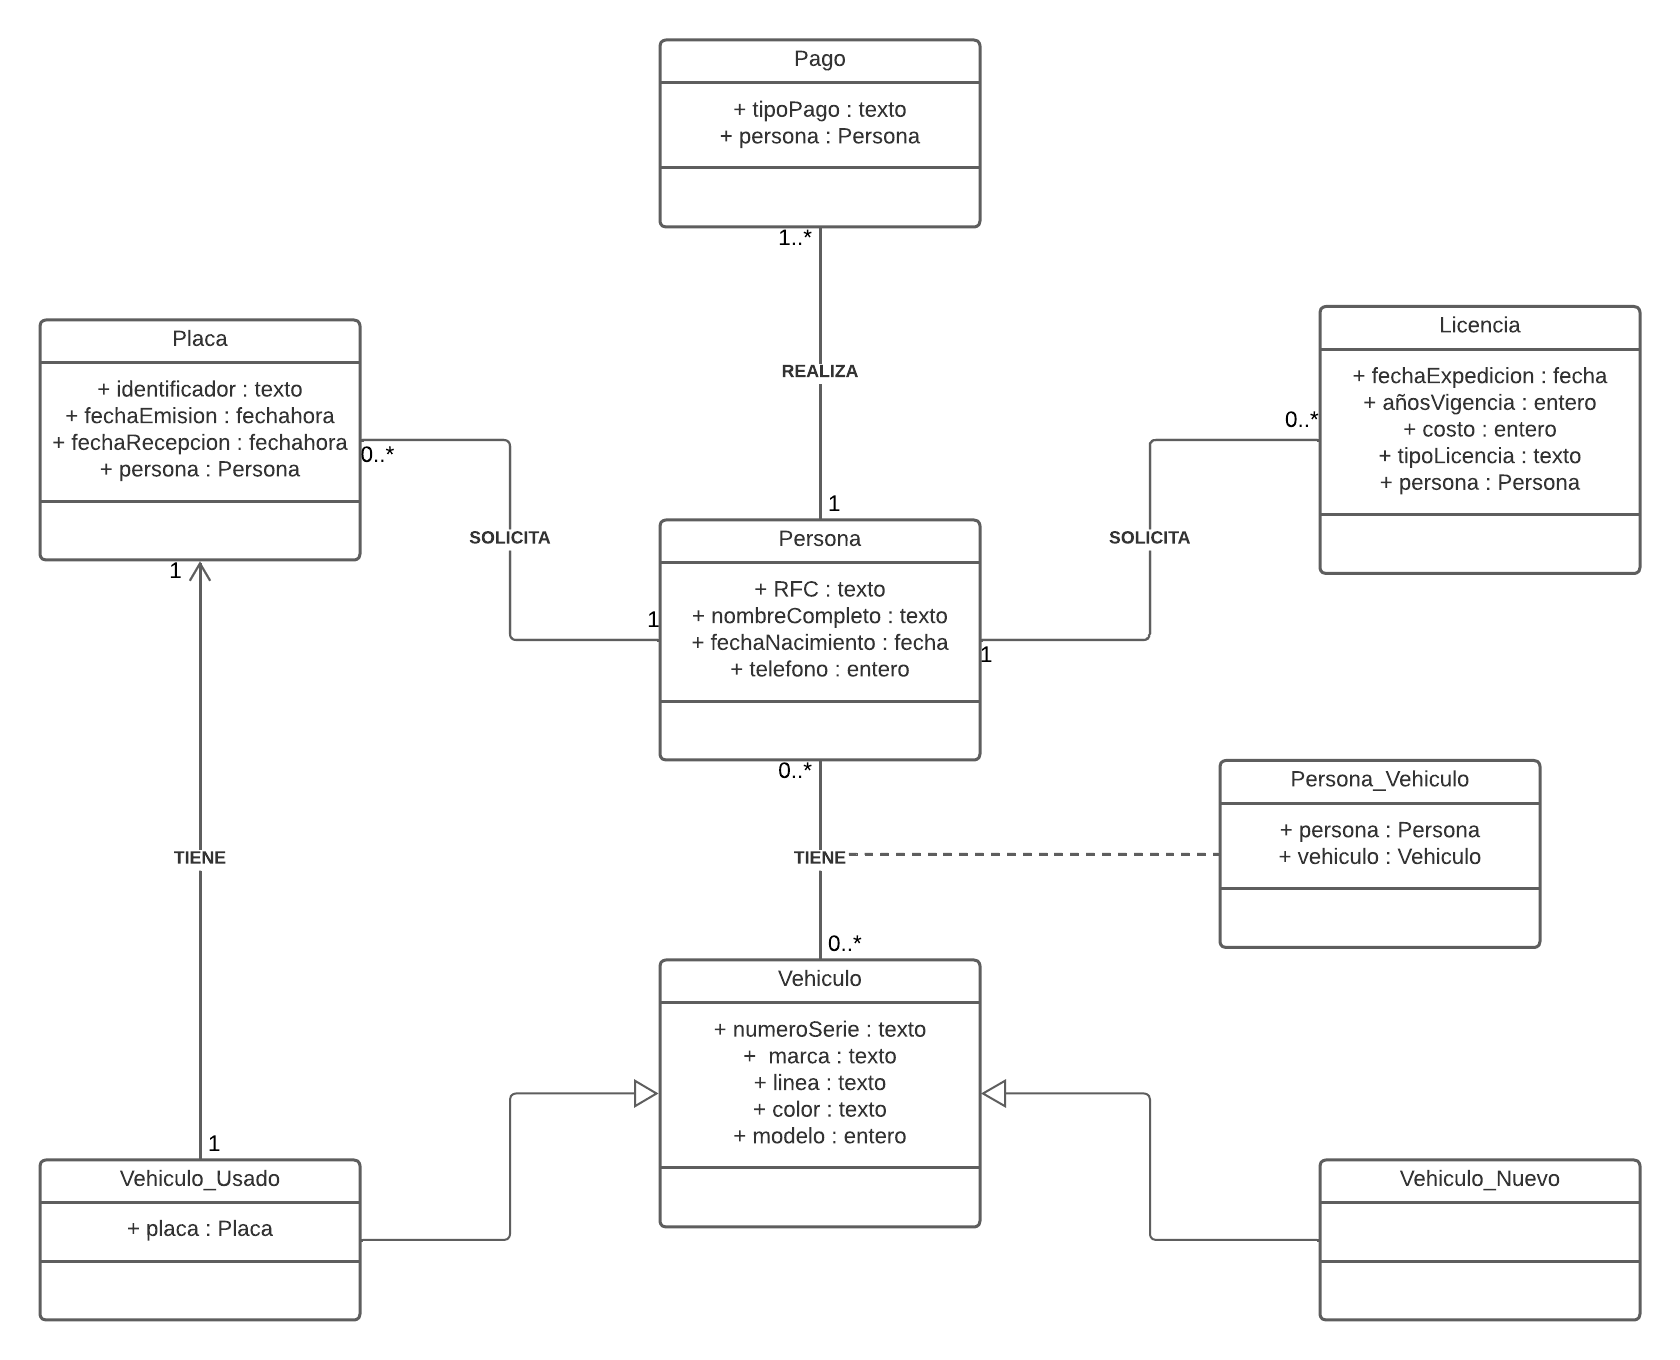 Pago
+ tipoPago : texto
+ persona : Persona
1..*
REALIZA
1
Placa
+ identificador : texto
+ fechaEmision : fechahora
+ fechaRecepcion : fechahora
+ persona : Persona
0..*
SOLICITA
1
Licencia
+ fechaExpedicion : fecha
+ añosVigencia : entero
+ costo : entero
+ tipoLicencia : texto
+ persona : Persona
0..*
SOLICITA
1
Persona
+ RFC : texto
+ nombreCompleto : texto
+ fechaNacimiento : fecha
+ telefono : entero
0..*
TIENE
0..*
Persona_Vehiculo
+ persona : Persona
+ vehiculo : Vehiculo
1
TIENE
1
Vehiculo
+ numeroSerie : texto
+ marca : texto
+ linea : texto
+ color : texto
+ modelo : entero
Vehiculo_Usado
+ placa : Placa
Vehiculo_Nuevo